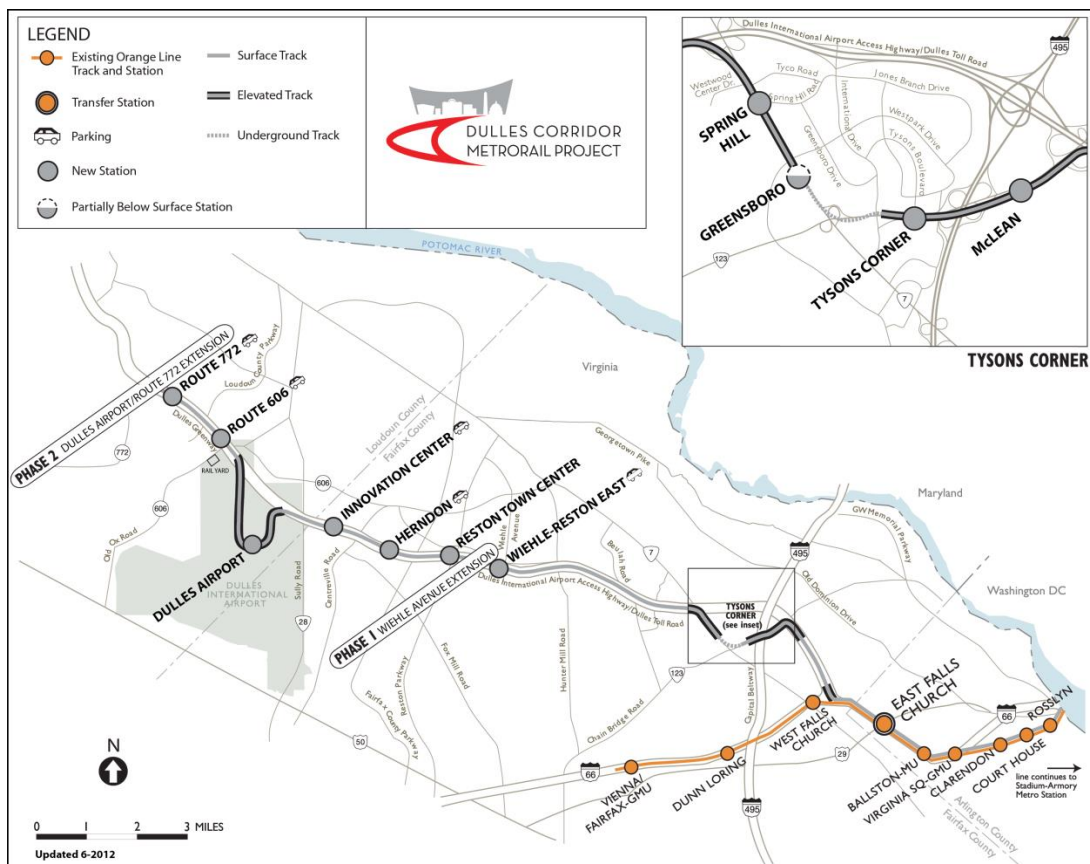 LEGEND
Existing Orange Line
Track and Station
Transfer Station
Parking
New Station
Partially Below Surface Station
Surface Track
Elevated Track
Underground Track
DULLES CORRIDOR
METRORAIL PROJECT
Dulles International Airport Access Highway/Dulles Toll Road
495
Westwood
Center Dr.
Tyco Road
Spring Hill Road
International Drive
Jones Branch Drive
Westpark Drive
Tysons Boulevard
Greensboro Drive
SPRING
HILL
GREENSBORO
TYSONS CORNER
McLEAN
123
7
TYSONS CORNER
POTOMAC RIVER
Virginia
Maryland
Washington DC
PHASE 2 DULLES AIRPORT/ROUTE 772 EXTENSION
ROUTE 772
Loudoun County Parkway
ROUTE 606
Dulles Greenway
772
RAIL YARD
606
606
Old Ox Road
Loudoun County
Fairfax County
INNOVATION CENTER
HERNDON
RESTON TOWN CENTER
Wiehle
Avenue
WIEHLE-RESTON EAST
PHASE 1 WIEHLE AVENUE EXTENSION
DULLES AIRPORT
DULLES
INTERNATIONAL
AIRPORT
Sully Road
28
Centreville Road
Dulles International Airport Access Highway/Dulles Toll Road
Georgetown Pike
Beulah Road
7
495
GW Memorial Parkway
Old Dominion Drive
TYSONS
CORNER
(see inset)
Fairfax County Parkway
Reston Parkway
Fox Mill Road
Hunter Mill Road
123
Chain Bridge Road
Capital Beltway
50
66
VIENNA/
FAIRFAX-GMU
DUNN LORING
WEST FALLS
CHURCH
495
29
EAST FALLS
CHURCH
66
BALLSTON-MU
VIRGINIA SQ-GMU
CLARENDON
COURT HOUSE
ROSSLYN
line continues to
Stadium-Armory
Metro Station
Arlington County
Fairfax County
N
0 1 2 3 MILES
Updated 6-2012